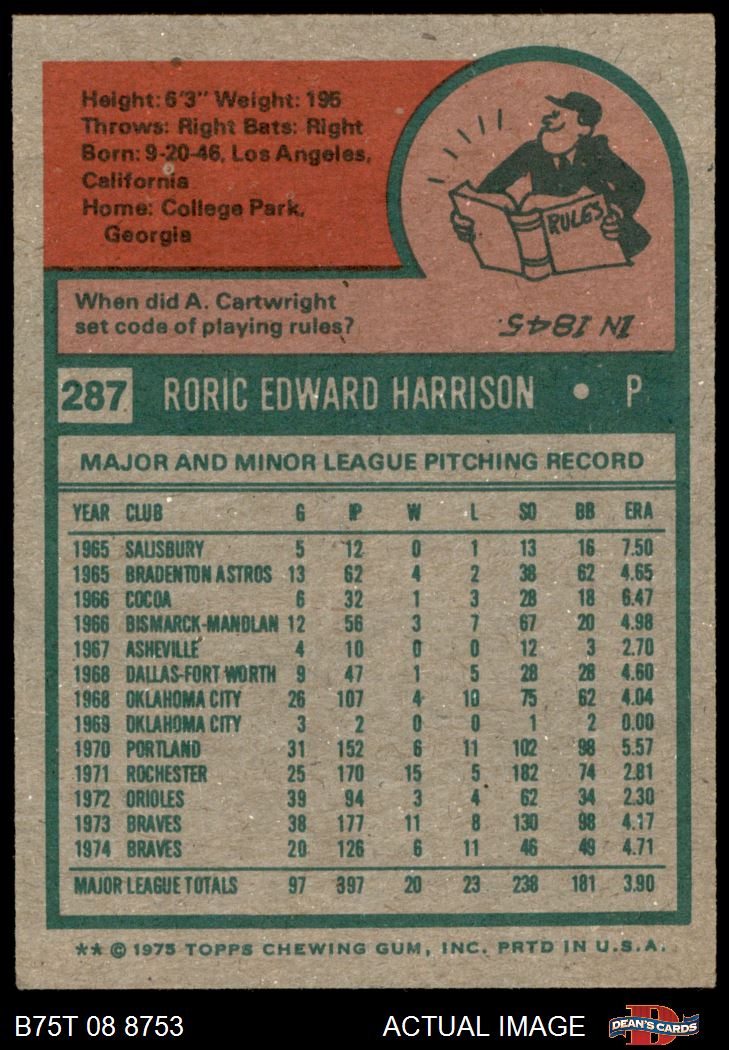 Height: 6'3" Weight: 195
Throws: Right Bats: Right
Born: 9-20-46, Los Angeles,
California
Home: College Park,
Georgia
RULES
When did A. Cartwright
set code of playing rules?
IN 1845.
287 RORIC EDWARD HARRISON • P
MAJOR AND MINOR LEAGUE PITCHING RECORD
YEAR CLUB G IP W L SO BB ERA
1965 SALISBURY 5 12 0 1 13 16 7.50
1965 BRADENTON ASTROS 13 62 4 2 38 62 4.65
1966 COCOA 6 32 1 3 28 18 6.47
1966 BISMARCK-MANDLAN 12 56 3 7 67 20 4.98
1967 ASHEVILLE 4 10 0 0 12 3 2.70
1968 DALLAS-FORT WORTH 9 47 1 5 28 28 4.60
1968 OKLAHOMA CITY 26 107 4 10 75 62 4.04
1969 OKLAHOMA CITY 3 2 0 0 1 2 0.00
1970 PORTLAND 31 152 6 11 102 98 5.57
1971 ROCHESTER 25 170 15 5 182 74 2.81
1972 ORIOLES 39 94 3 4 62 34 2.30
1973 BRAVES 38 177 11 8 130 98 4.17
1974 BRAVES 20 126 6 11 46 49 4.71
MAJOR LEAGUE TOTALS 97 397 20 23 238 181 3.90
** © 1975 TOPPS CHEWING GUM, INC. PRTD IN U.S.A.
B75T 08 8753 ACTUAL IMAGE D DEAN'S CARDS